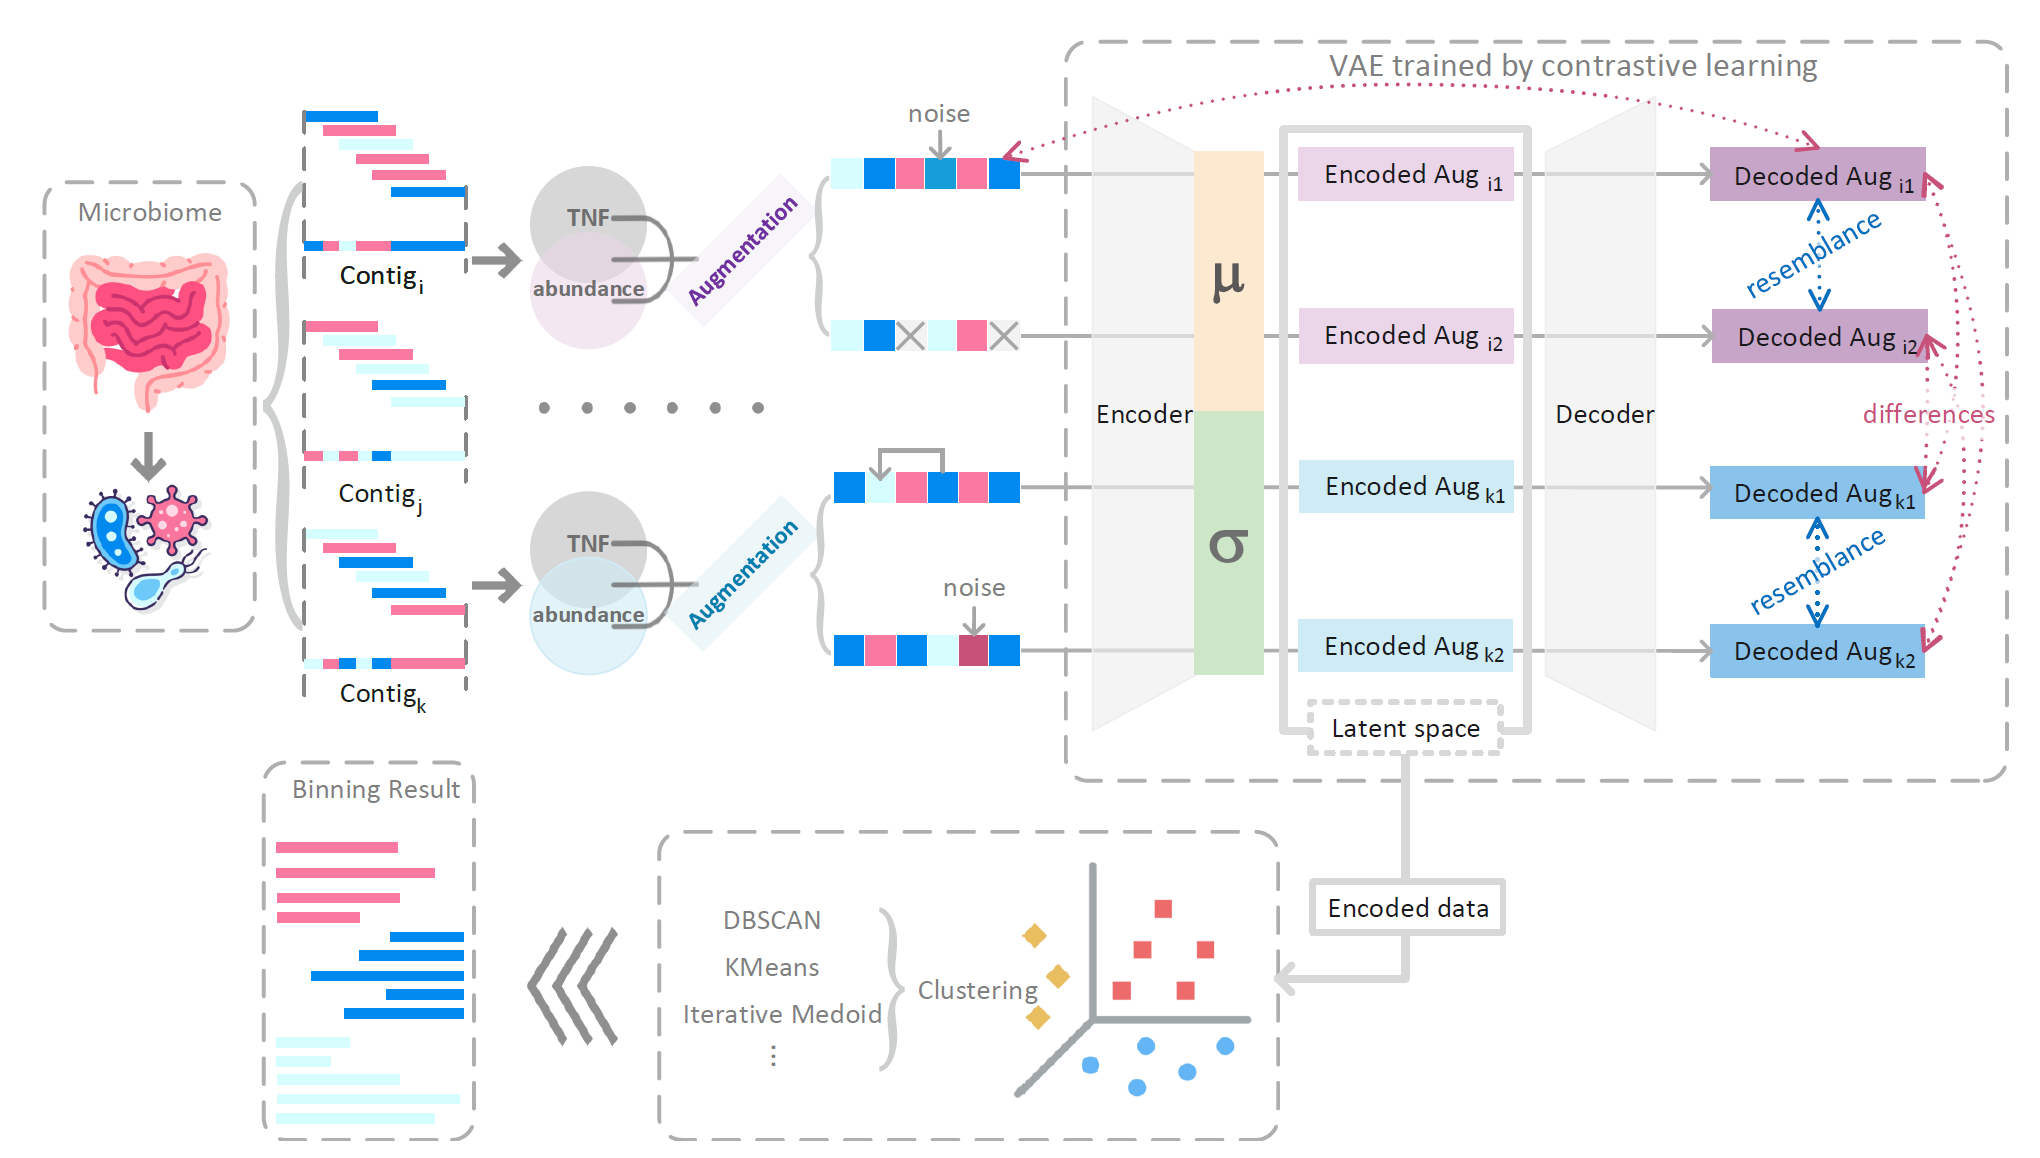 VAE trained by contrastive learning
Microbiome
Contig i
Contig j
Contig k
TNF
abundance
Augmentation
TNF
abundance
Augmentation
noise
noise
Encoder
μ
σ
Encoded Aug i1
Encoded Aug i2
Encoded Aug k1
Encoded Aug k2
Latent space
Decoder
Decoded Aug i1
resemblance
Decoded Aug i2
differences
Decoded Aug k1
resemblance
Decoded Aug k2
Encoded data
DBSCAN
KMeans
Iterative Medoid
⋮
Clustering
Binning Result